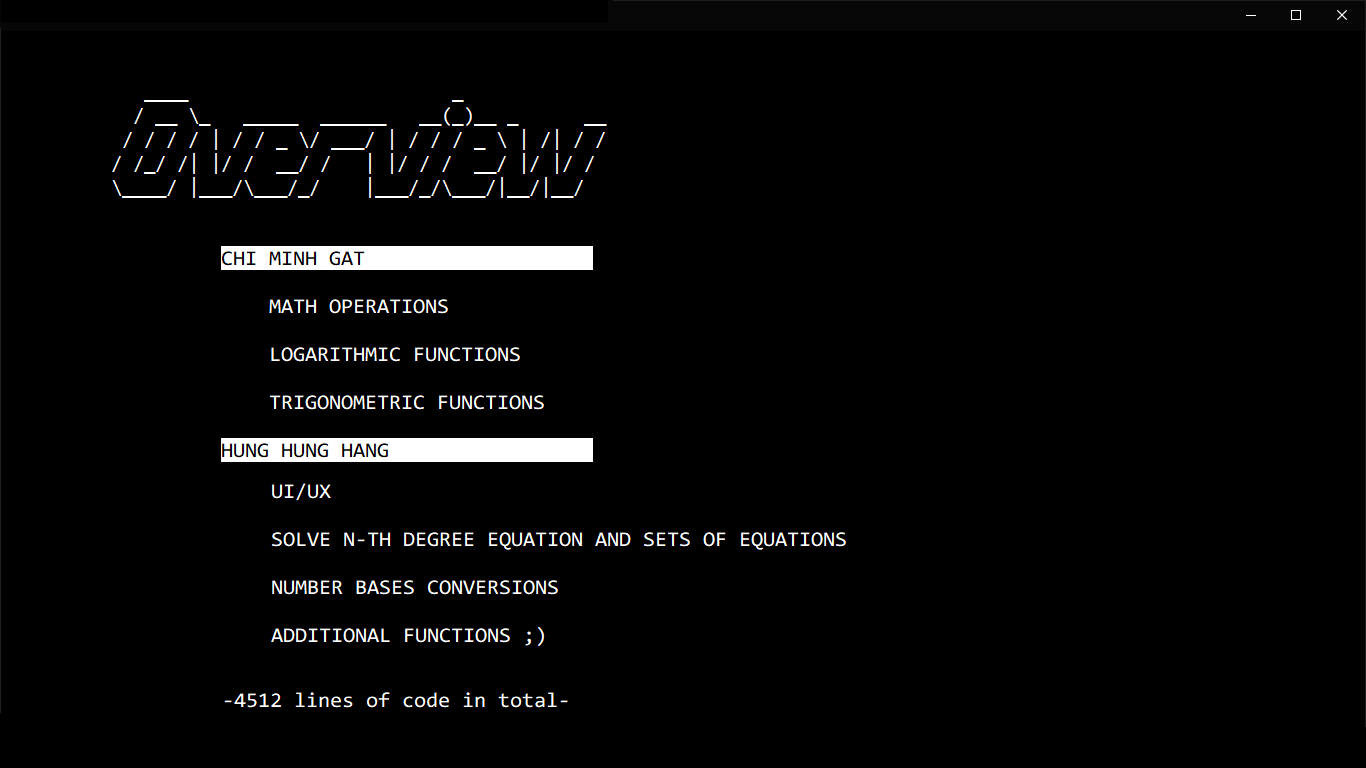 Overview
CHI MINH GAT
MATH OPERATIONS
LOGARITHMIC FUNCTIONS
TRIGONOMETRIC FUNCTIONS
HUNG HUNG HANG
UI/UX
SOLVE N-TH DEGREE EQUATION AND SETS OF EQUATIONS
NUMBER BASES CONVERSIONS
ADDITIONAL FUNCTIONS ;)
-4512 lines of code in total-